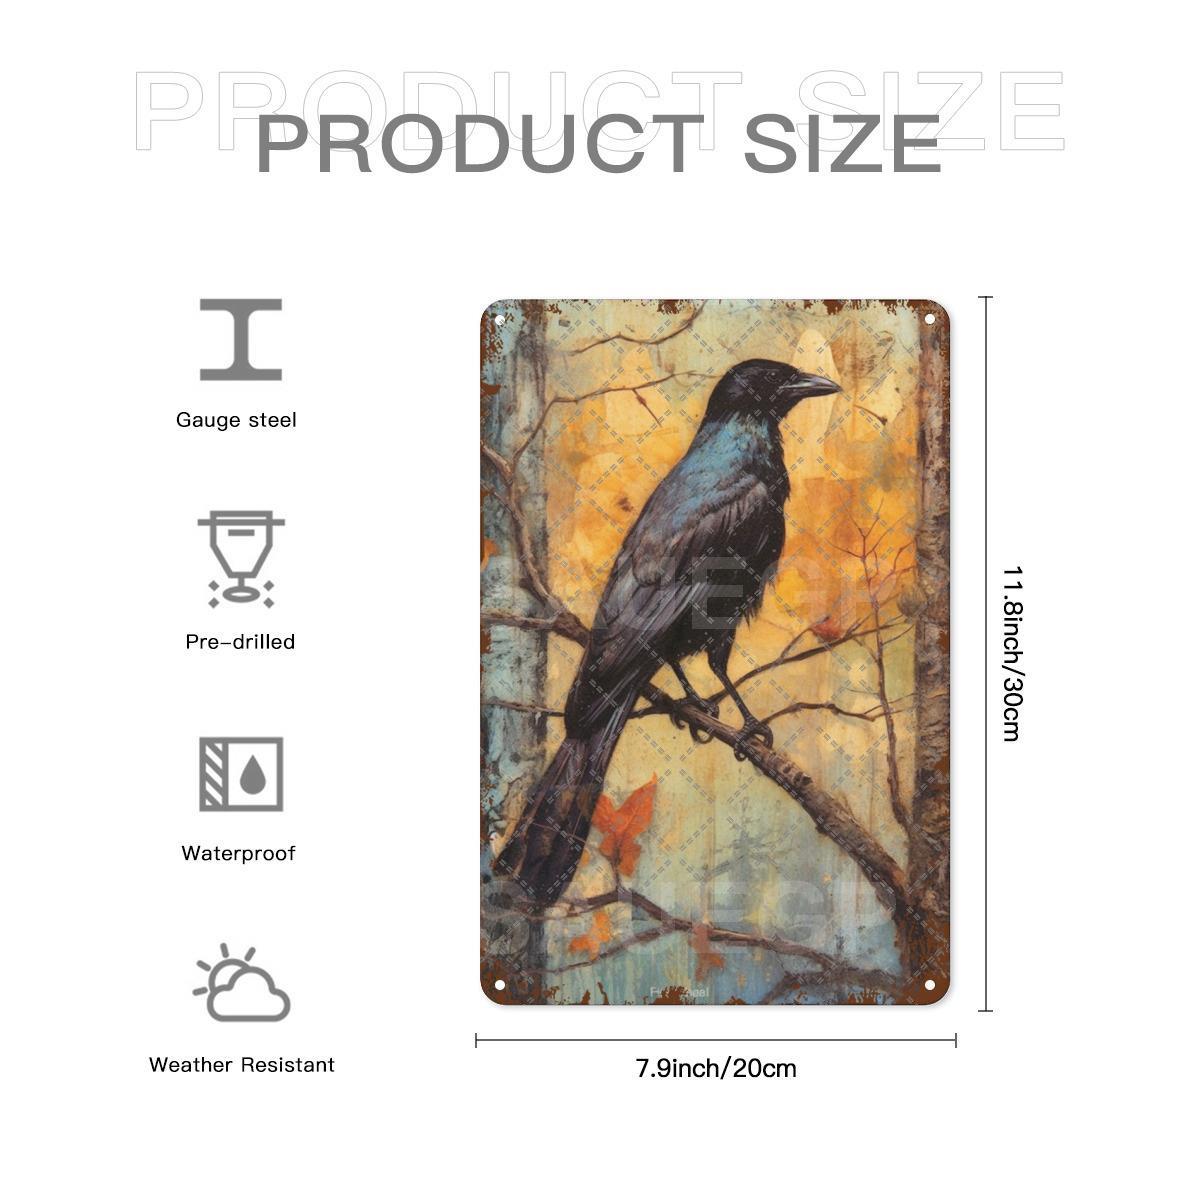 PRODUCT SIZE
PRODUCT SIZE
Gauge steel
Pre-drilled
Waterproof
Weather Resistant
11.8inch/30cm
7.9inch/20cm